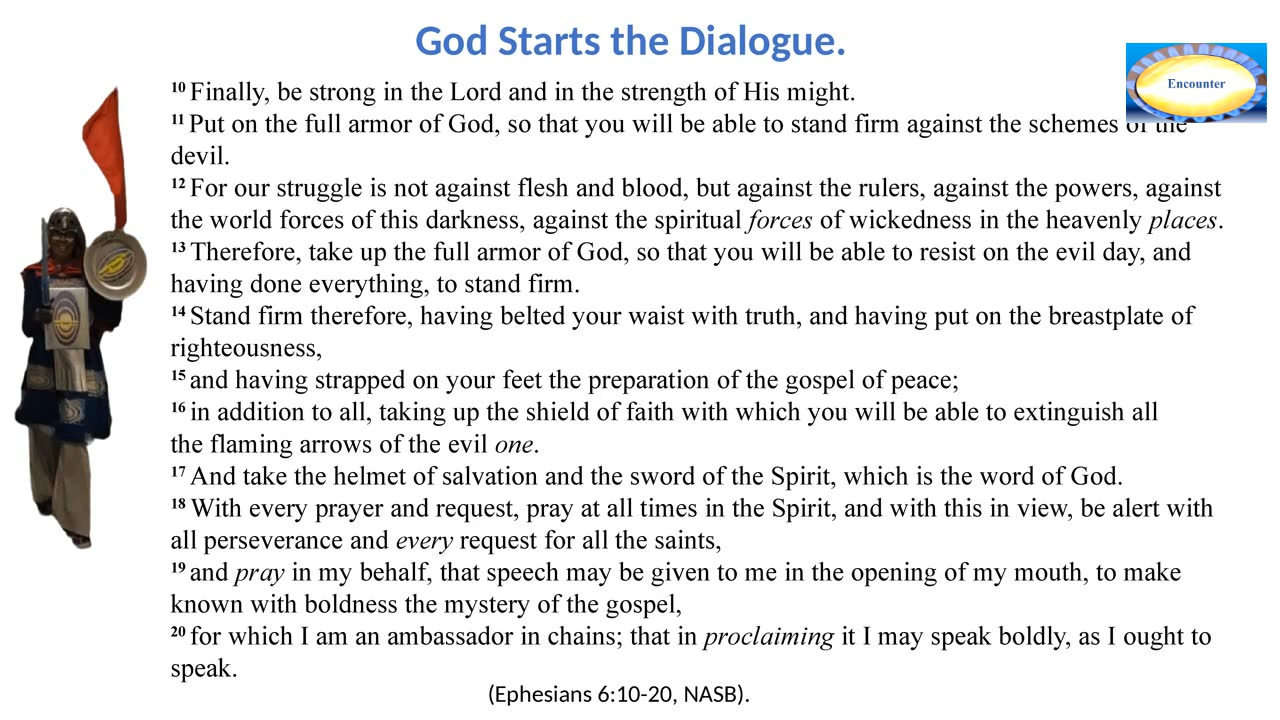 God Starts the Dialogue.
Encounter
10 Finally, be strong in the Lord and in the strength of His might.
11 Put on the full armor of God, so that you will be able to stand firm against the schemes of the
devil.
12 For our struggle is not against flesh and blood, but against the rulers, against the powers, against
the world forces of this darkness, against the spiritual forces of wickedness in the heavenly places.
13 Therefore, take up the full armor of God, so that you will be able to resist on the evil day, and
having done everything, to stand firm.
14 Stand firm therefore, having belted your waist with truth, and having put on the breastplate of
righteousness,
15 and having strapped on your feet the preparation of the gospel of peace;
16 in addition to all, taking up the shield of faith with which you will be able to extinguish all
the flaming arrows of the evil one.
17 And take the helmet of salvation and the sword of the Spirit, which is the word of God.
18 With every prayer and request, pray at all times in the Spirit, and with this in view, be alert with
all perseverance and every request for all the saints,
19 and pray in my behalf, that speech may be given to me in the opening of my mouth, to make
known with boldness the mystery of the gospel,
20 for which I am an ambassador in chains; that in proclaiming it I may speak boldly, as I ought to
speak.
(Ephesians 6:10-20, NASB).